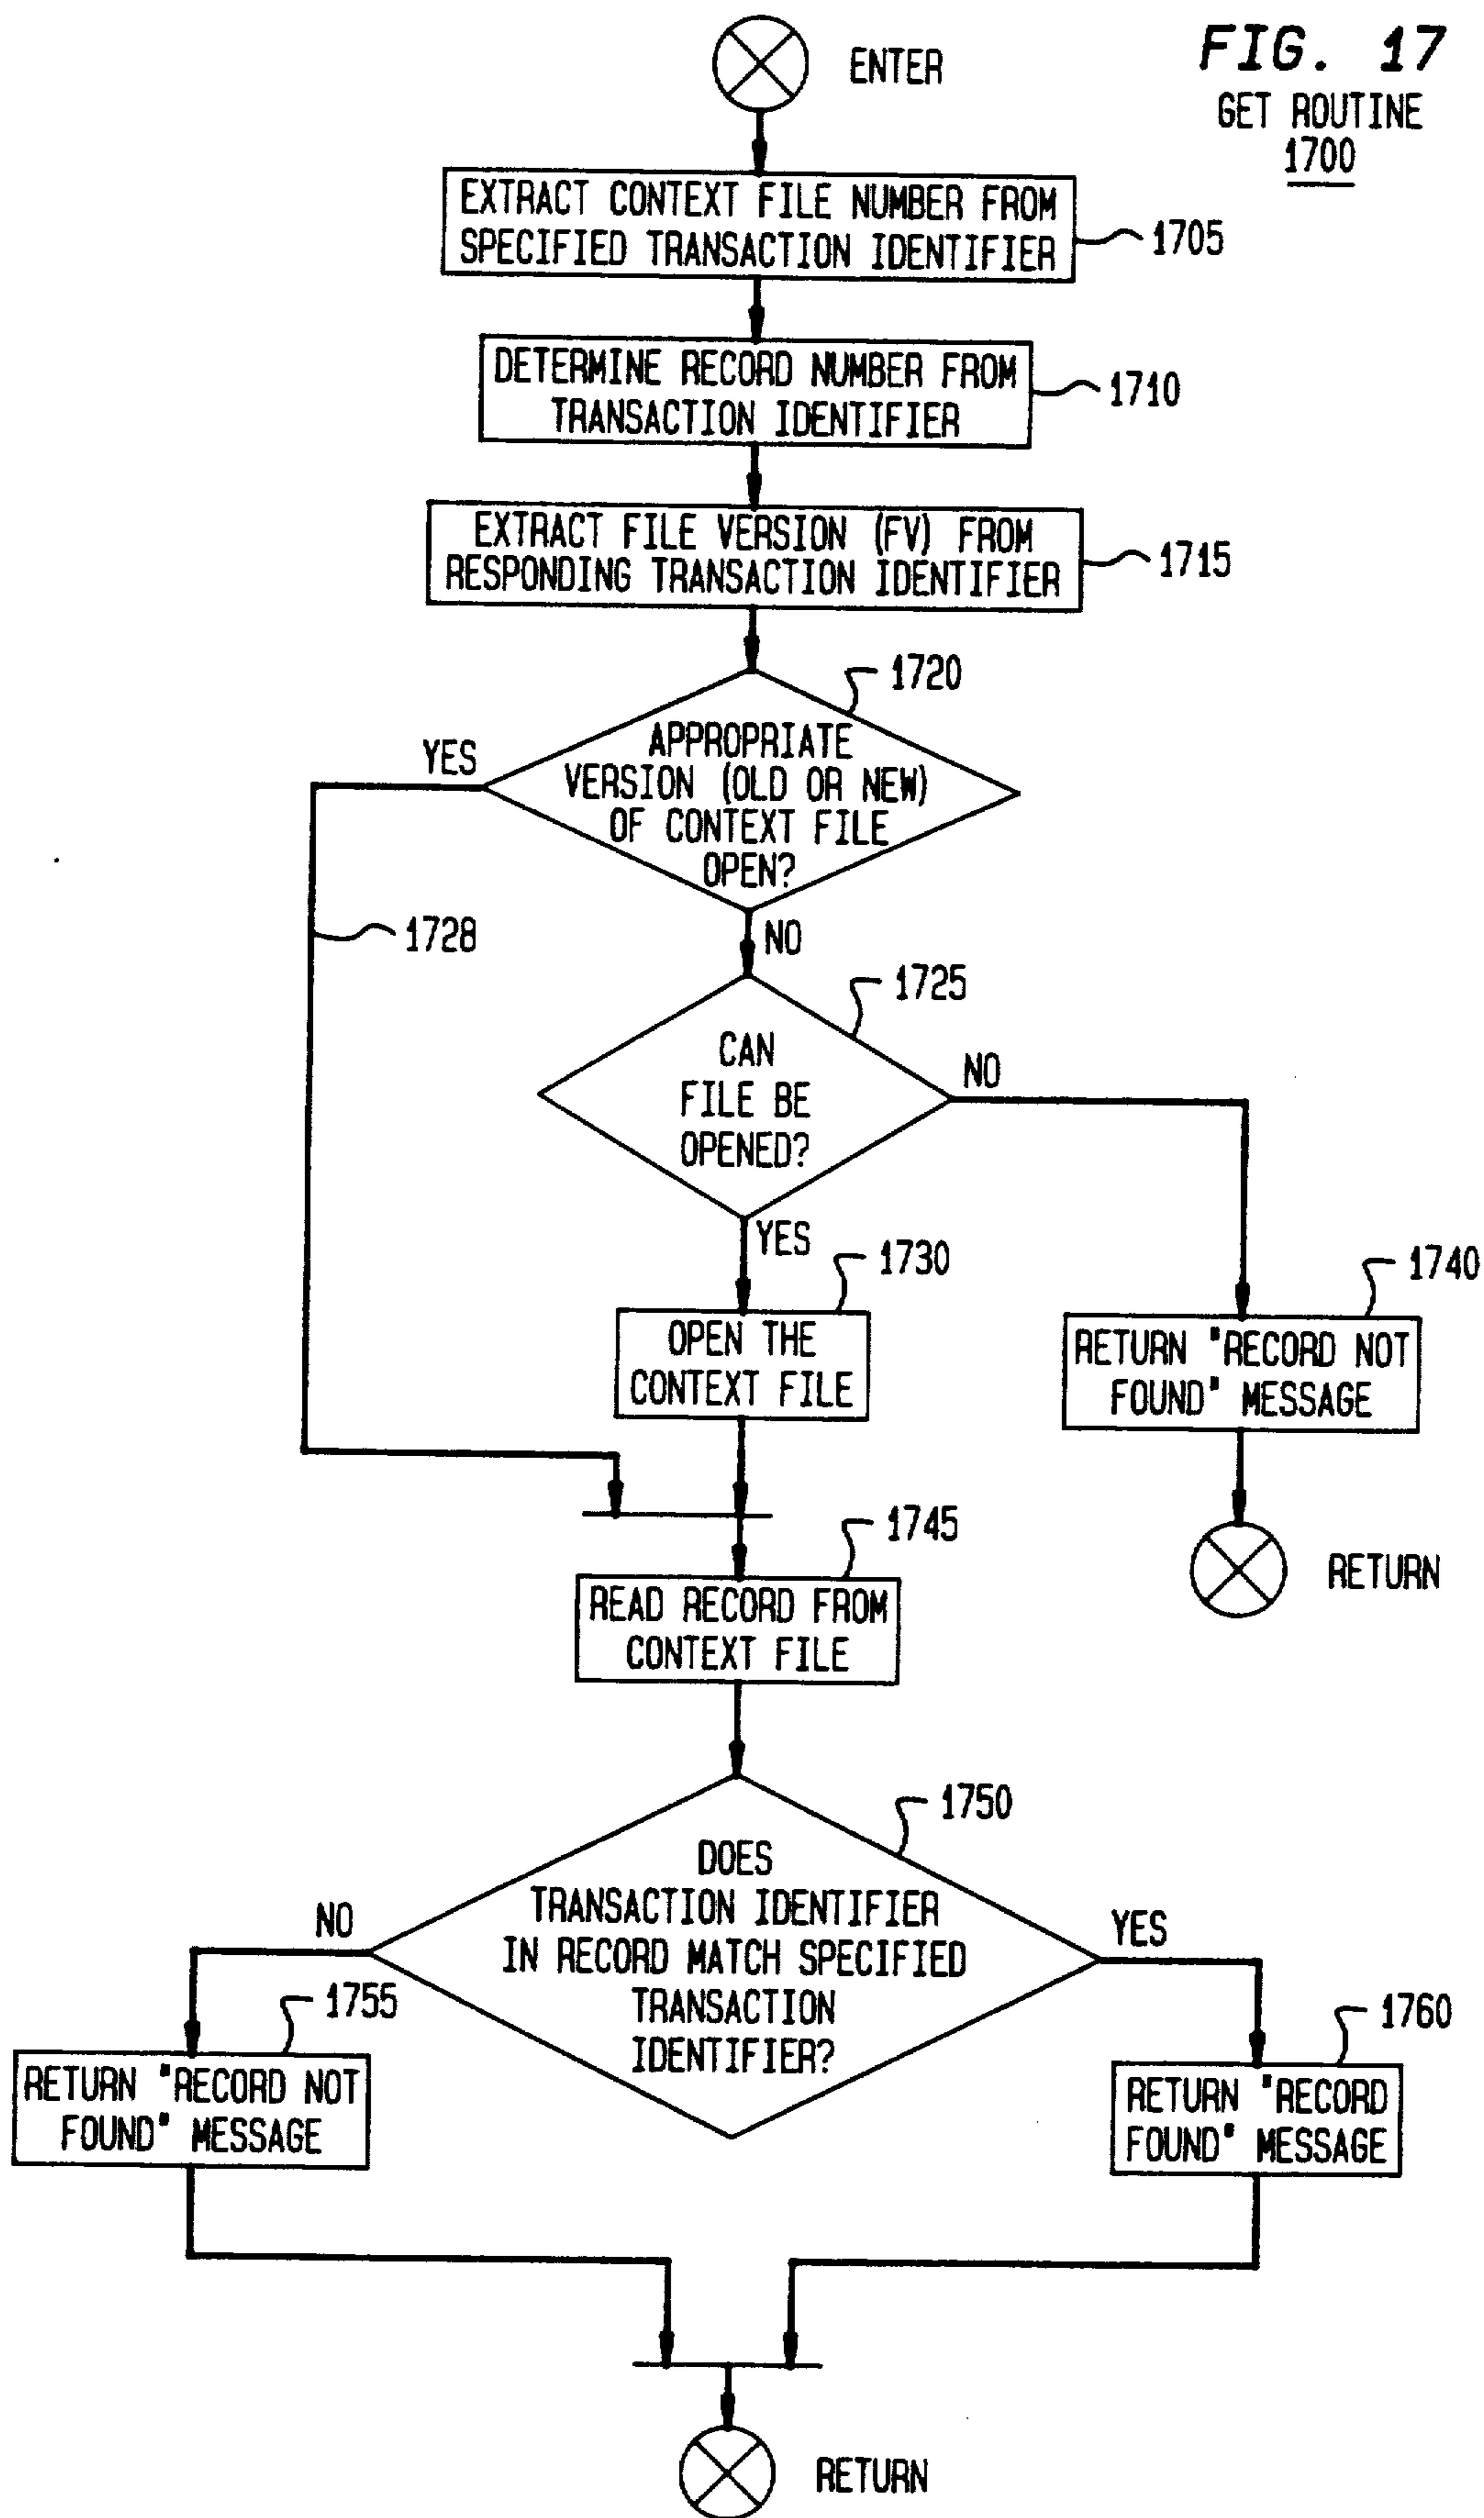 FIG. 17
GET ROUTINE
1700
ENTER
EXTRACT CONTEXT FILE NUMBER FROM
SPECIFIED TRANSACTION IDENTIFIER
1705
DETERMINE RECORD NUMBER FROM
TRANSACTION IDENTIFIER
1710
EXTRACT FILE VERSION (FV) FROM
RESPONDING TRANSACTION IDENTIFIER
1715
1720
APPROPRIATE
VERSION (OLD OR NEW)
OF CONTEXT FILE
OPEN?
YES
1728
NO
1725
CAN
FILE BE
OPENED?
NO
YES
1730
OPEN THE
CONTEXT FILE
1740
RETURN "RECORD NOT
FOUND" MESSAGE
RETURN
1745
READ RECORD FROM
CONTEXT FILE
1750
DOES
TRANSACTION IDENTIFIER
IN RECORD MATCH SPECIFIED
TRANSACTION
IDENTIFIER?
NO
YES
1755
RETURN "RECORD NOT
FOUND" MESSAGE
1760
RETURN "RECORD
FOUND" MESSAGE
RETURN